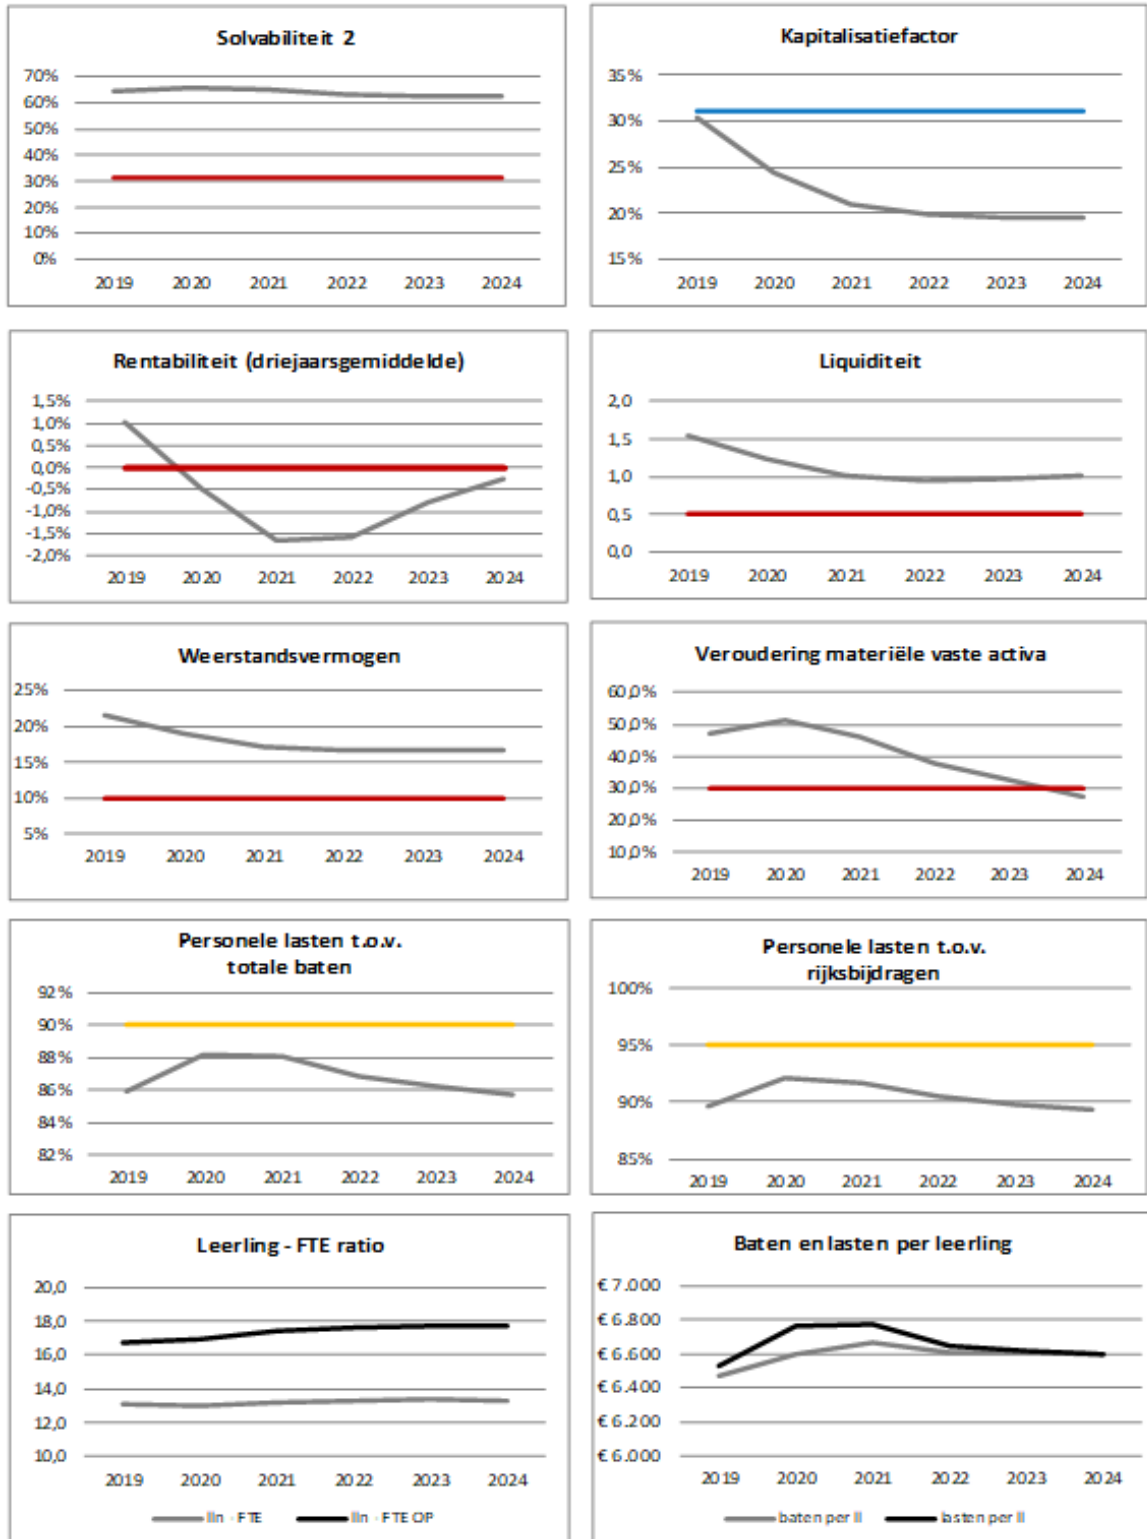 Solvabiliteit 2
70%
60%
50%
40%
30%
20%
10%
0%
2019 2020 2021 2022 2023 2024
Kapitalisatiefactor
35%
30%
25%
20%
15%
2019 2020 2021 2022 2023 2024
Rentabiliteit (driejaarsgemiddelde)
1,5%
1,0%
0,5%
0,0%
-0,5%
-1,0%
-1,5%
-2,0%
2019 2020 2021 2022 2023 2024
Liquiditeit
2,0
1,5
1,0
0,5
0,0
2019 2020 2021 2022 2023 2024
Weerstandsvermogen
25%
20%
15%
10%
5%
2019 2020 2021 2022 2023 2024
Veroudering materiële vaste activa
60,0%
50,0%
40,0%
30,0%
20,0%
10,0%
2019 2020 2021 2022 2023 2024
Personele lasten t.o.v.
totale baten
92%
90%
88%
86%
84%
82%
2019 2020 2021 2022 2023 2024
Personele lasten t.o.v.
rijksbijdragen
100%
95%
90%
85%
2019 2020 2021 2022 2023 2024
Leerling - FTE ratio
20,0
18,0
16,0
14,0
12,0
10,0
2019 2020 2021 2022 2023 2024
lln - FTE lln - FTE OP
Baten en lasten per leerling
€ 7.000
€ 6.800
€ 6.600
€ 6.400
€ 6.200
€ 6.000
2019 2020 2021 2022 2023 2024
baten per ll lasten per ll